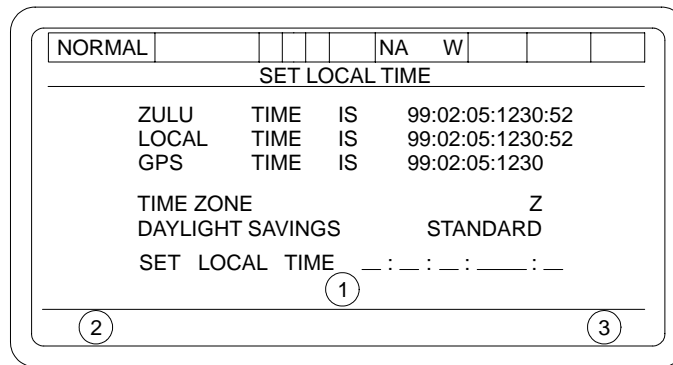 NORMAL NA W
SET LOCAL TIME
ZULU TIME IS 99:02:05:1230:52
LOCAL TIME IS 99:02:05:1230:52
GPS TIME IS 99:02:05:1230
TIME ZONE Z
DAYLIGHT SAVINGS STANDARD
SET LOCAL TIME __:__:__:____:__
1
2 3